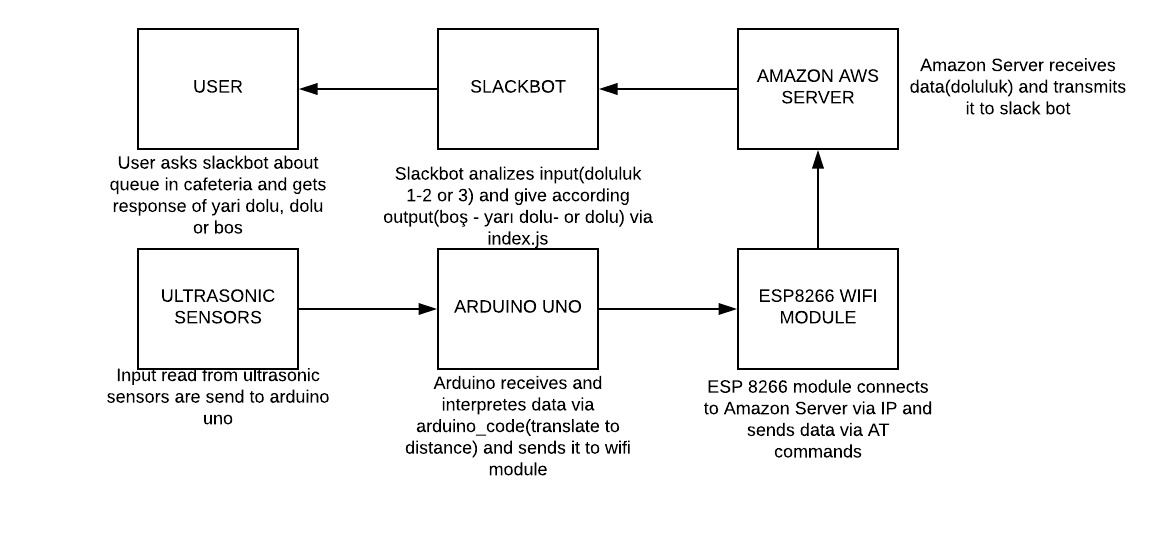 USER
SLACKBOT
AMAZON AWS
SERVER
Amazon Server receives
data(doluluk) and transmits
it to slack bot
User asks slackbot about
queue in cafeteria and gets
response of yari dolu, dolu
or bos
Slackbot analizes input(doluluk
1-2 or 3) and give according
output(boş - yarı dolu- or dolu) via
index.js
ULTRASONIC
SENSORS
ARDUINO UNO
ESP8266 WIFI
MODULE
Input read from ultrasonic
sensors are send to arduino
uno
Arduino receives and
interpretes data via
arduino_code(translate to
distance) and sends it to wifi
module
ESP 8266 module connects
to Amazon Server via IP and
sends data via AT
commands